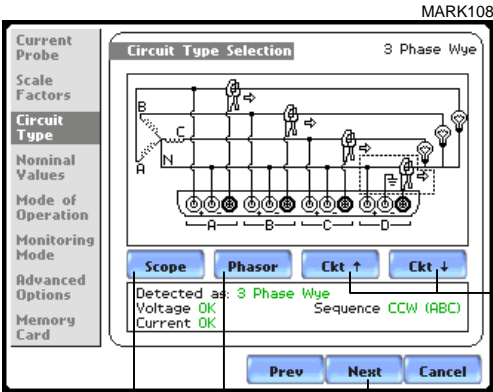 MARK108
Current
Probe
Scale
Factors
Circuit
Type
Nominal
Values
Mode of
Operation
Monitoring
Mode
Advanced
Options
Memory
Card
Circuit Type Selection
3 Phase Wye
B
C
A
N
+ - + - + - + -
A B C D
Scope Phasor Ckt ↑ Ckt ↓
Detected as: 3 Phase Wye
Voltage OK Sequence CCW (ABC)
Current OK
Prev Next Cancel